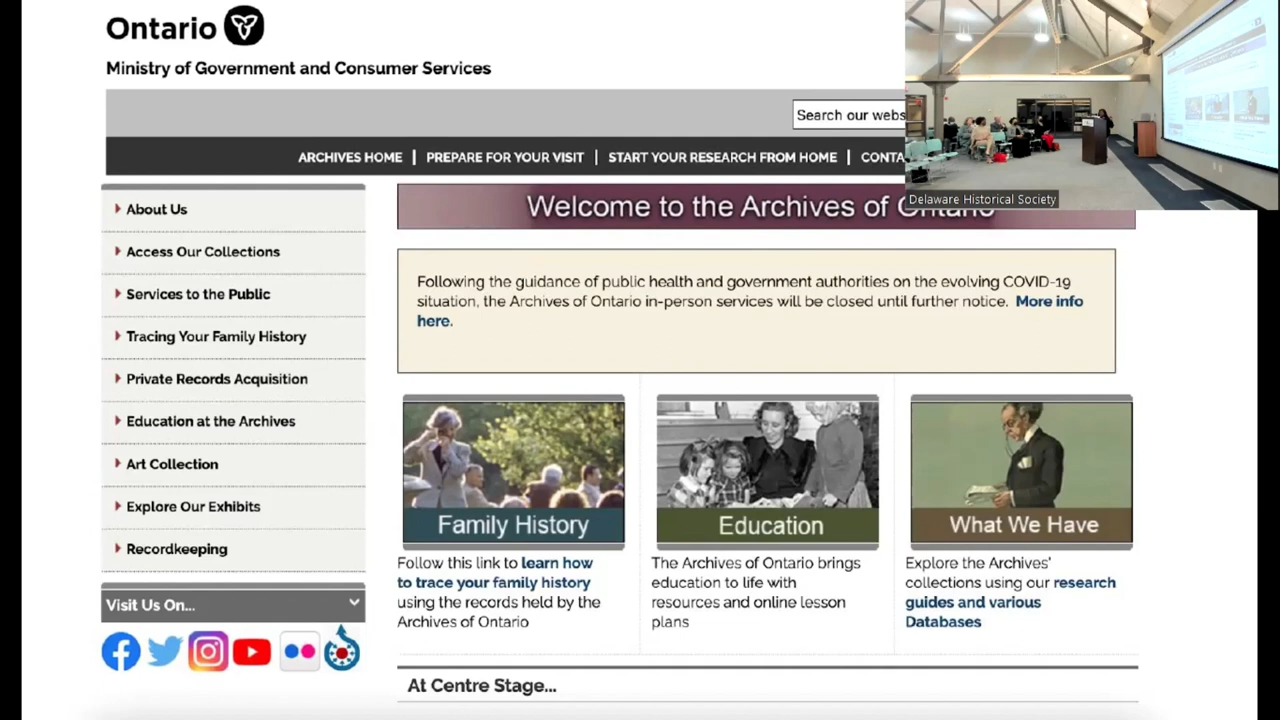 Ontario
Ministry of Government and Consumer Services
Search our webs
ARCHIVES HOME | PREPARE FOR YOUR VISIT | START YOUR RESEARCH FROM HOME | CONTA
Delaware Historical Society
About Us
Access Our Collections
Services to the Public
Tracing Your Family History
Private Records Acquisition
Education at the Archives
Art Collection
Explore Our Exhibits
Recordkeeping
Visit Us On...
Welcome to the Archives of Ontario
Following the guidance of public health and government authorities on the evolving COVID-19
situation, the Archives of Ontario in-person services will be closed until further notice. More info
here.
Family History
Follow this link to learn how
to trace your family history
using the records held by the
Archives of Ontario
Education
The Archives of Ontario brings
education to life with
resources and online lesson
plans
What We Have
Explore the Archives'
collections using our research
guides and various
Databases
At Centre Stage...